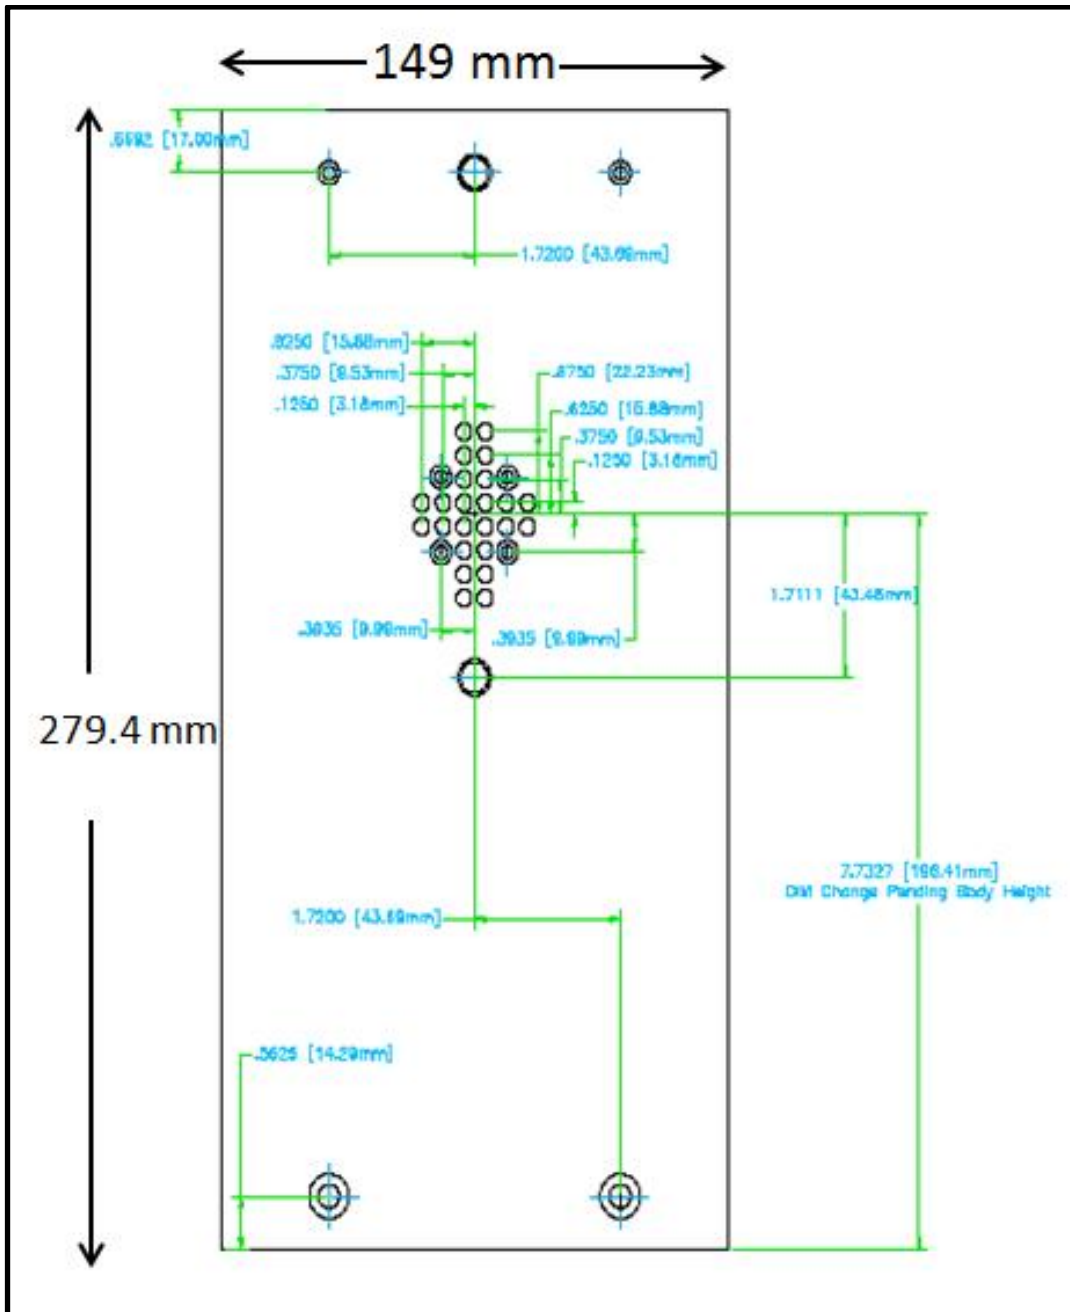 149 mm
.6692 [17.00mm]
1.7200 [43.69mm]
.6250 [15.88mm]
.3750 [9.53mm]
.1250 [3.18mm]
.8750 [22.23mm]
.6250 [15.88mm]
.3750 [9.53mm]
.1250 [3.18mm]
1.7111 [43.46mm]
.3935 [9.99mm]
.3935 [9.99mm]
279.4 mm
7.7327 [196.41mm]
DIM Change Pending Body Height
1.7200 [43.69mm]
.5625 [14.29mm]